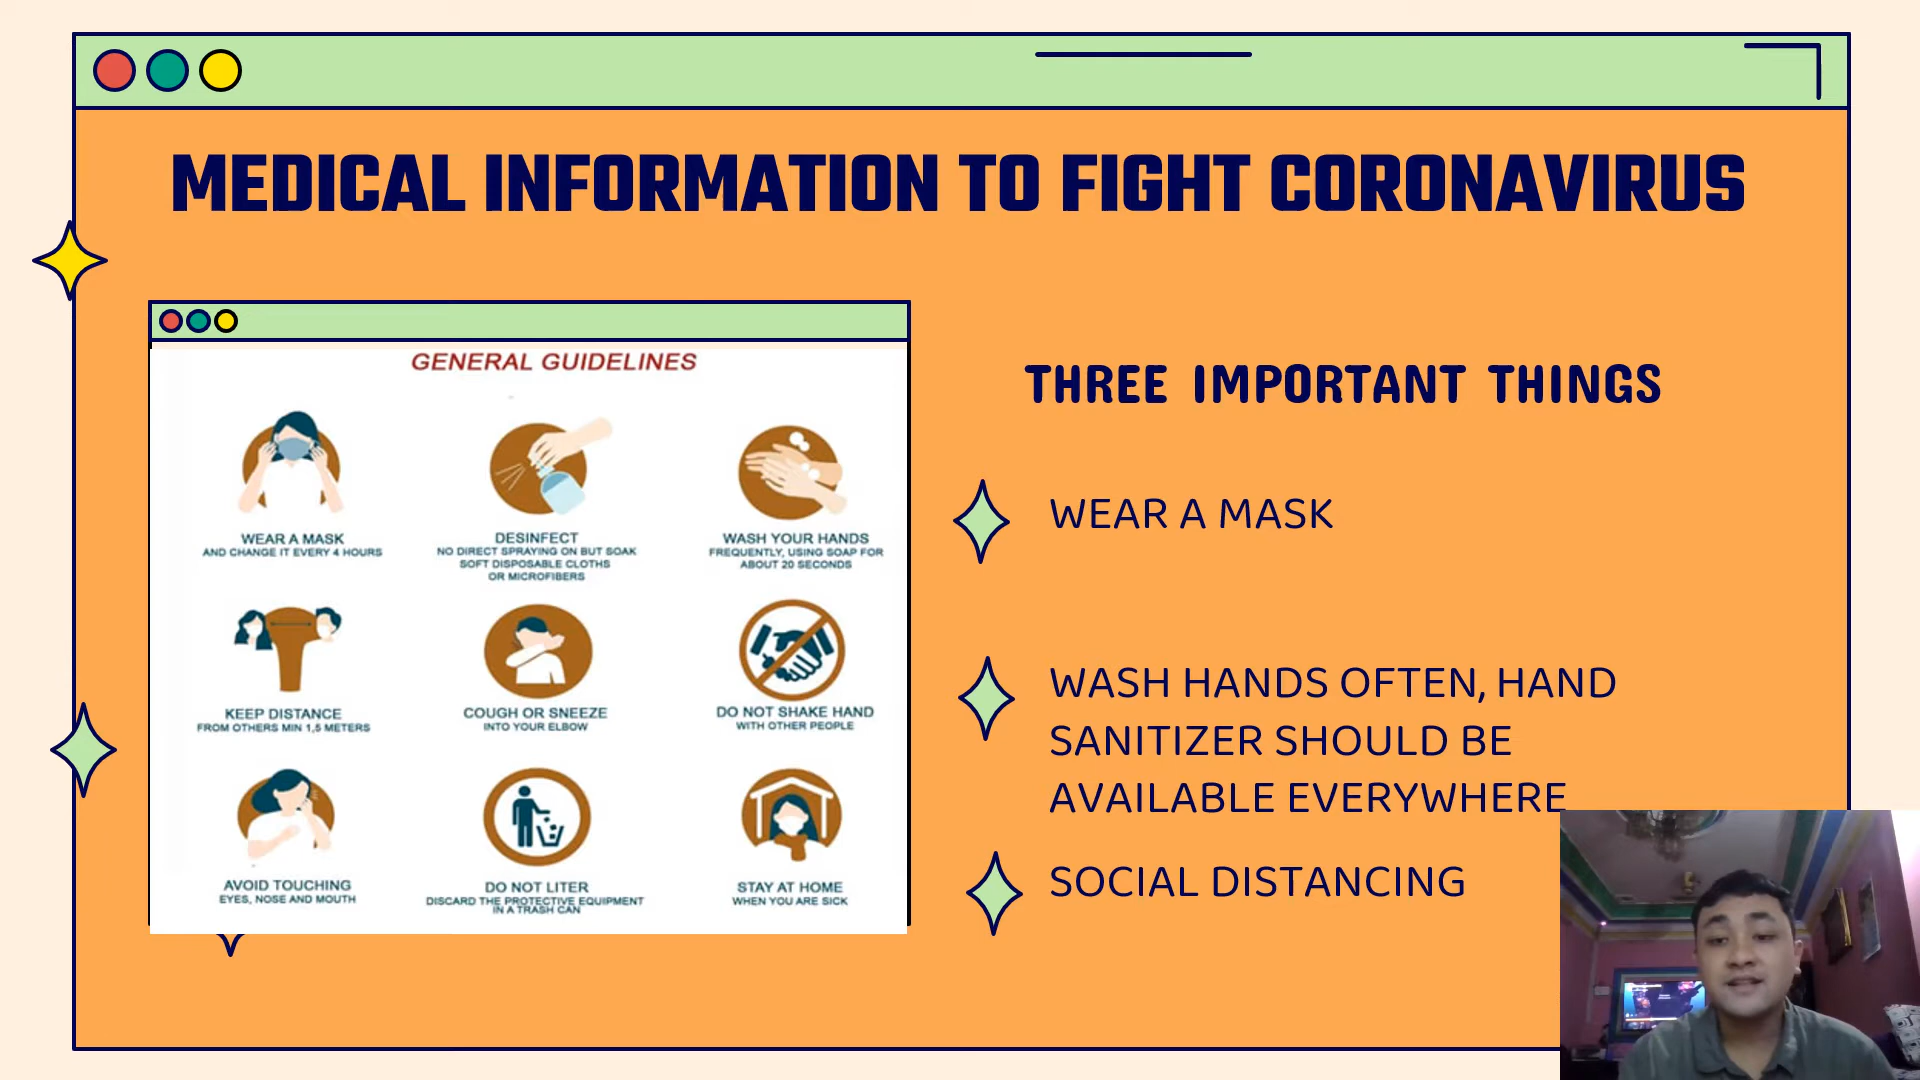 MEDICAL INFORMATION TO FIGHT CORONAVIRUS
GENERAL GUIDELINES
WEAR A MASK
AND CHANGE IT EVERY 4 HOURS
DESINFECT
NO DIRECT SPRAYING ON BUT SOAK
SOFT DISPOSABLE CLOTHS
OR MICROFIBERS
WASH YOUR HANDS
FREQUENTLY, USING SOAP FOR
ABOUT 20 SECONDS
KEEP DISTANCE
FROM OTHERS MIN 1,5 METERS
COUGH OR SNEEZE
INTO YOUR ELBOW
DO NOT SHAKE HAND
WITH OTHER PEOPLE
AVOID TOUCHING
EYES, NOSE AND MOUTH
DO NOT LITER
DISCARD THE PROTECTIVE EQUIPMENT
IN A TRASH CAN
STAY AT HOME
WHEN YOU ARE SICK
THREE IMPORTANT THINGS
WEAR A MASK
WASH HANDS OFTEN, HAND
SANITIZER SHOULD BE
AVAILABLE EVERYWHERE
SOCIAL DISTANCING